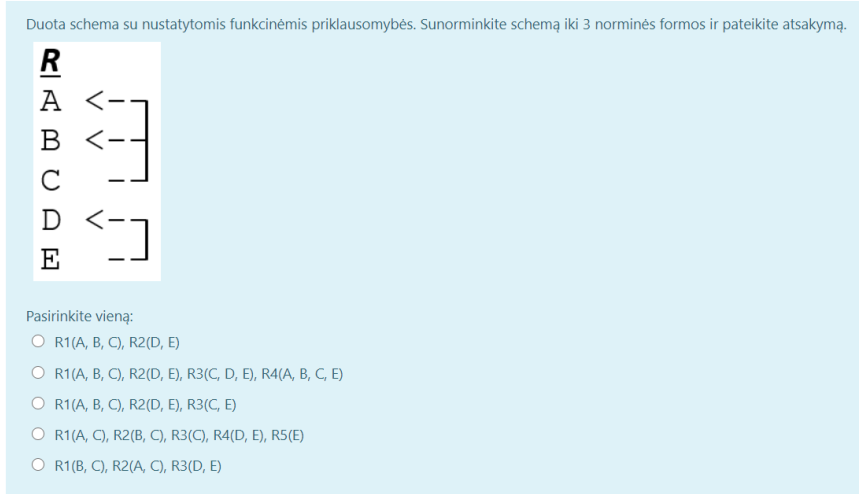 Duota schema su nustatytomis funkcinėmis priklausomybės. Sunorminkite schemą iki 3 norminės formos ir pateikite atsakymą.
R
A <--
B <--
C --
D <--
E --
Pasirinkite vieną:
R1(A, B, C), R2(D, E)
R1(A, B, C), R2(D, E), R3(C, D, E), R4(A, B, C, E)
R1(A, B, C), R2(D, E), R3(C, E)
R1(A, C), R2(B, C), R3(C), R4(D, E), R5(E)
R1(B, C), R2(A, C), R3(D, E)